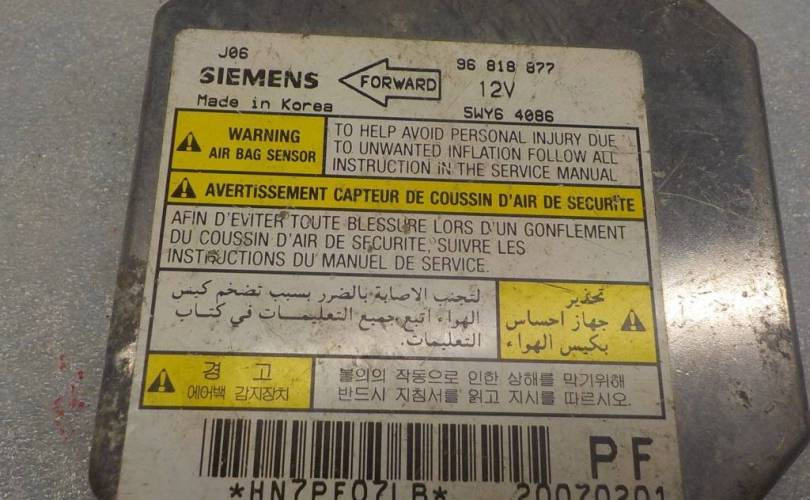 J06
SIEMENS
Made in Korea
FORWARD
96 818 877
12V
5WY6 4086
WARNING
AIR BAG SENSOR
TO HELP AVOID PERSONAL INJURY DUE
TO UNWANTED INFLATION FOLLOW ALL
INSTRUCTION IN THE SERVICE MANUAL
AVERTISSEMENT CAPTEUR DE COUSSIN D'AIR DE SECURITE
AFIN D'EVITER TOUTE BLESSURE LORS D'UN GONFLEMENT
DU COUSSIN D'AIR DE SECURITE, SUIVRE LES
INSTRUCTIONS DU MANUEL DE SERVICE.
تحذير
جهاز احساس
بكيس الهواء
لتجنب الاصابة بالضرر بسبب تضخم كيس
الهواء اتبع جميع التعليمات في كتاب
التعليمات.
경 고
에어백 감지장치
불의의 작동으로 인한 상해를 막기위해
반드시 지침서를 읽고 지시를 따르시오.
PF
*HN7PF07LB*
20070201